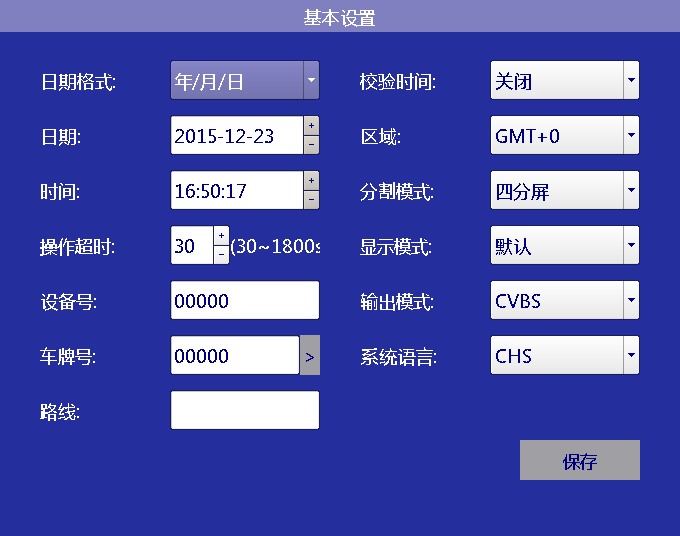 基本设置
日期格式: 年/月/日 校验时间: 关闭
日期: 2015-12-23 + − 区域: GMT+0
时间: 16:50:17 + − 分割模式: 四分屏
操作超时: 30 + − (30~1800s 显示模式: 默认
设备号: 00000 输出模式: CVBS
车牌号: 00000 > 系统语言: CHS
路线:
保存